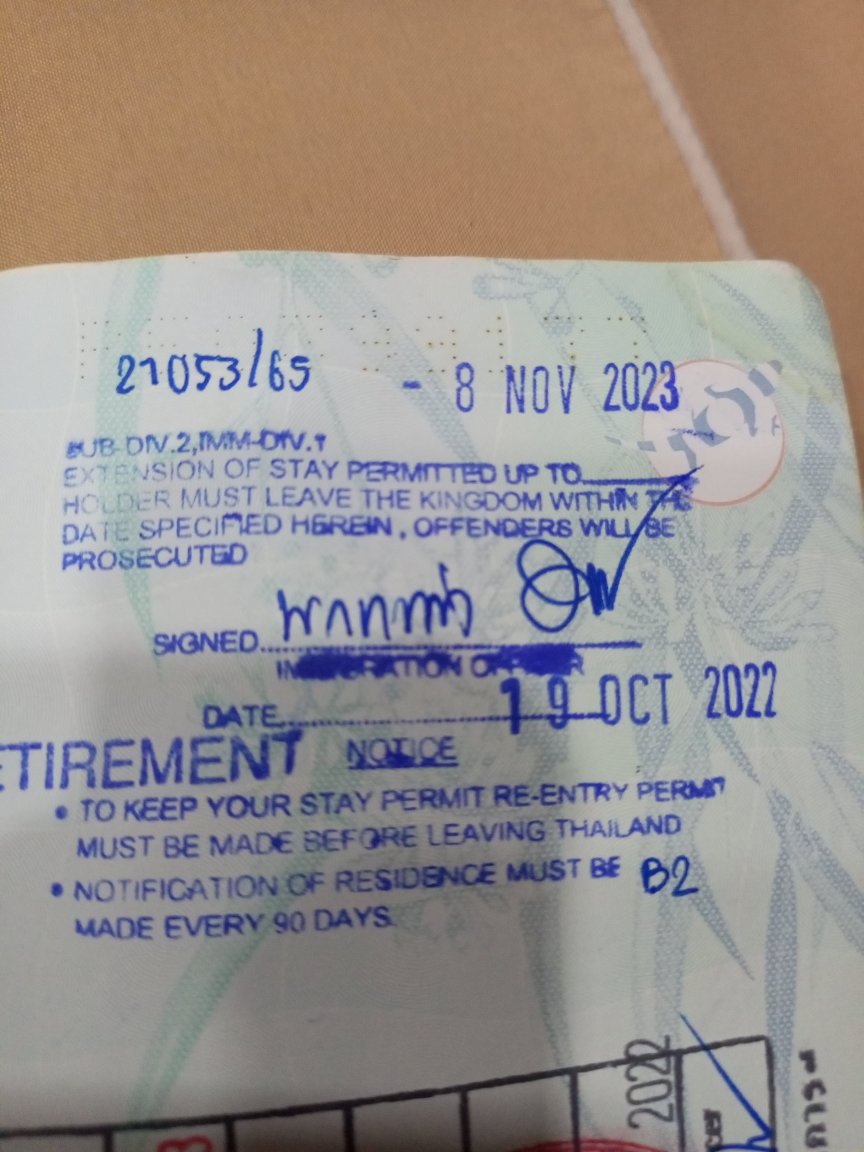 21053/65
- 8 NOV 2023
SUB-DIV.2,IMM-DIV.1
EXTENSION OF STAY PERMITTED UP TO
HOLDER MUST LEAVE THE KINGDOM WITHIN THE
DATE SPECIFIED HEREIN, OFFENDERS WILL BE
PROSECUTED
SIGNED
IMMIGRATION OFFICER
DATE 19 OCT 2022
ETIREMENT NOTICE
• TO KEEP YOUR STAY PERMIT RE-ENTRY PERMIT
MUST BE MADE BEFORE LEAVING THAILAND
• NOTIFICATION OF RESIDENCE MUST BE B2
MADE EVERY 90 DAYS.
2022